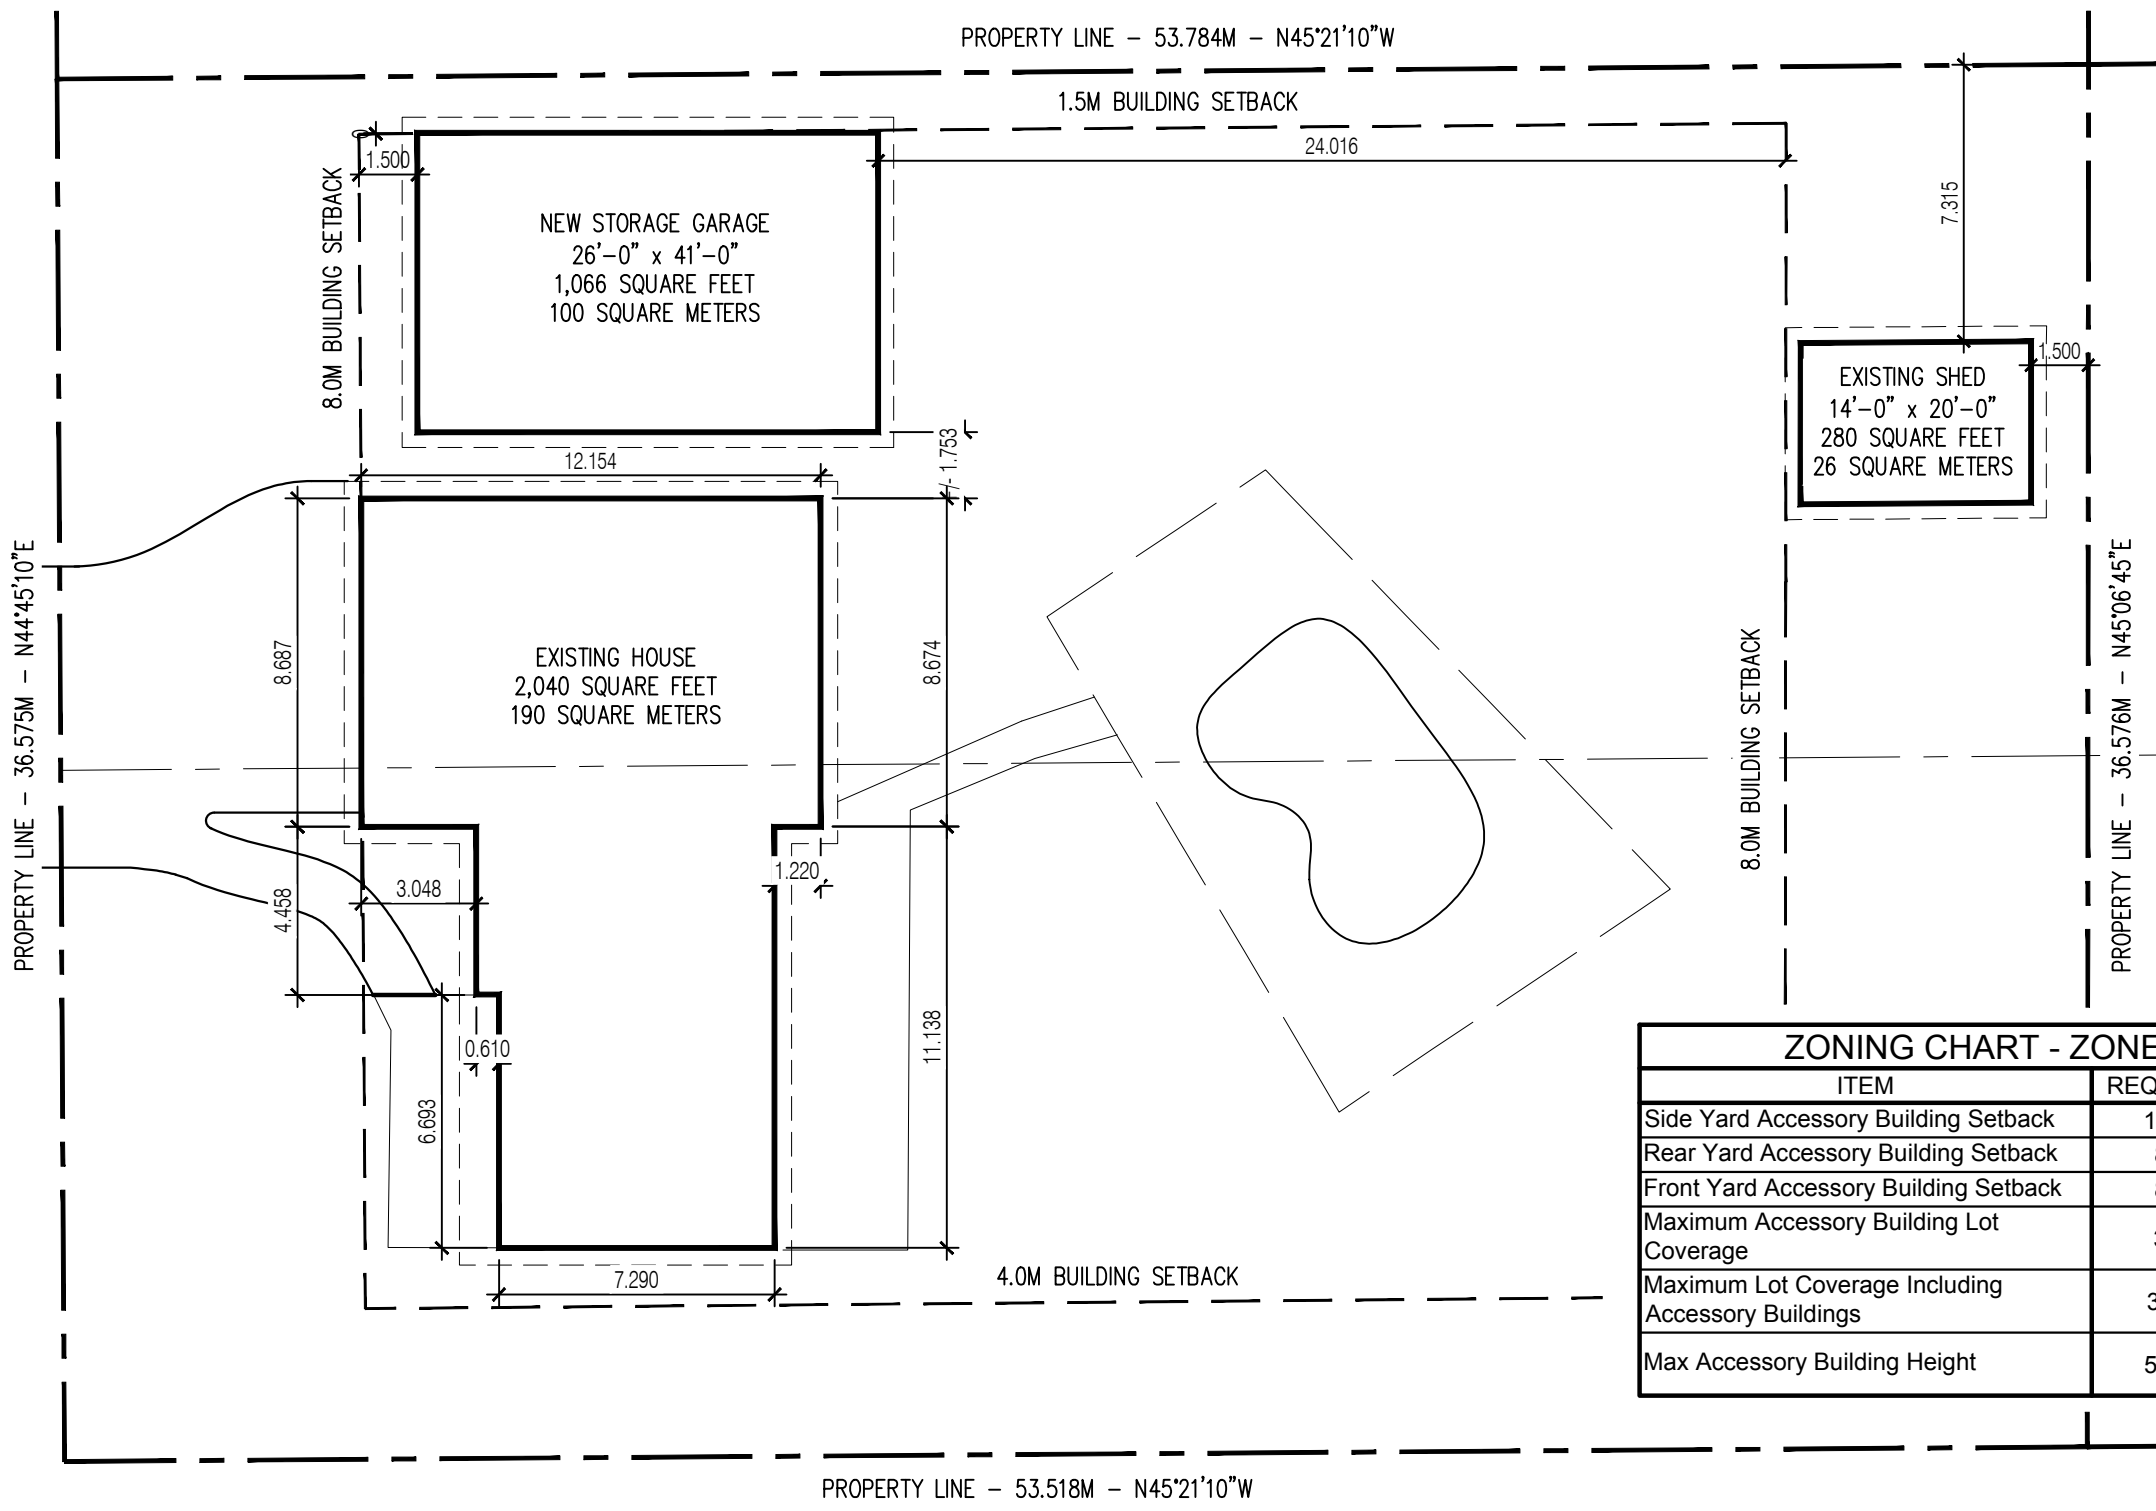 PROPERTY LINE – 53.784M – N45°21'10"W
1.5M BUILDING SETBACK
24.016
1.500
7.315
8.0M BUILDING SETBACK
NEW STORAGE GARAGE
26'–0" x 41'–0"
1,066 SQUARE FEET
100 SQUARE METERS
1.500
EXISTING SHED
14'–0" x 20'–0"
280 SQUARE FEET
26 SQUARE METERS
12.154
/- 1.753
PROPERTY LINE – 36.575M – N44°45'10"E
8.687
EXISTING HOUSE
2,040 SQUARE FEET
190 SQUARE METERS
8.674
8.0M BUILDING SETBACK
PROPERTY LINE – 36.576M – N45°06'45"E
4.458
3.048
1.220
0.610
11.138
6.693
7.290
4.0M BUILDING SETBACK
ZONING CHART - ZONE
ITEM
REQ
Side Yard Accessory Building Setback
1
Rear Yard Accessory Building Setback
Front Yard Accessory Building Setback
Maximum Accessory Building Lot
Coverage
Maximum Lot Coverage Including
Accessory Buildings
3
Max Accessory Building Height
5
PROPERTY LINE – 53.518M – N45°21'10"W